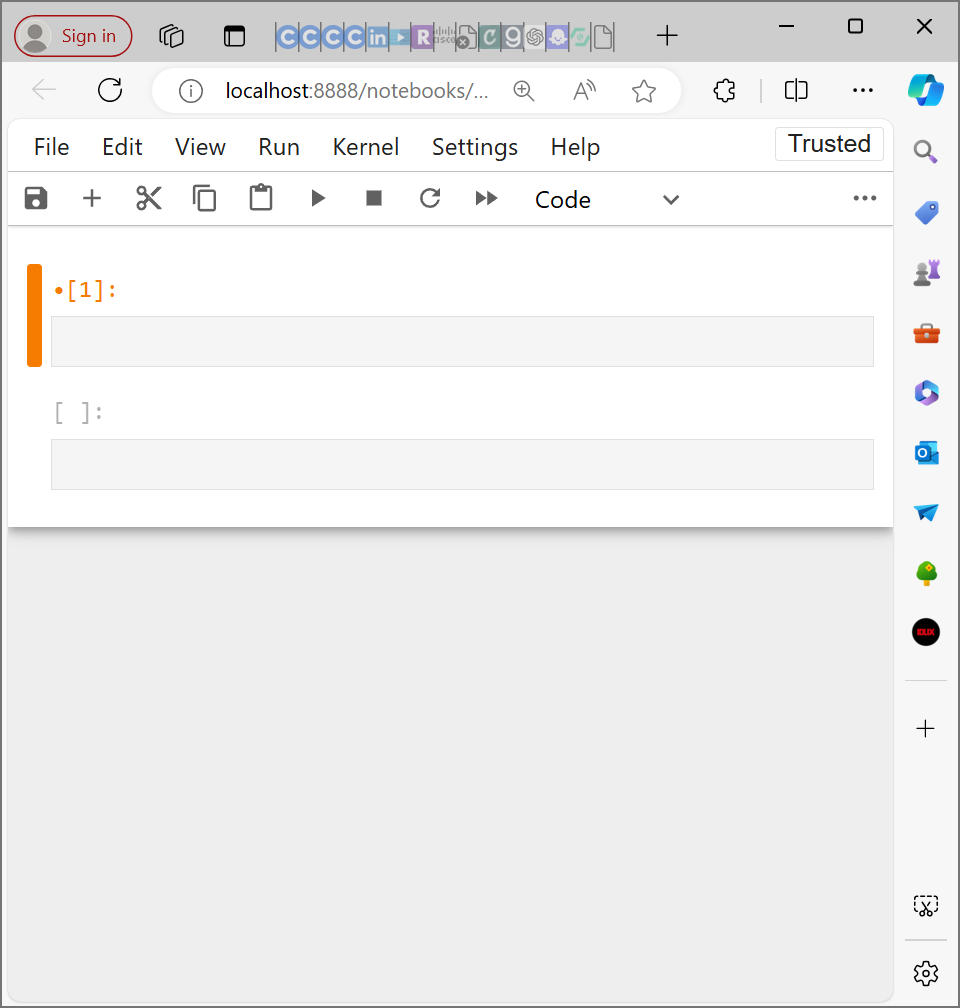 Sign in
localhost:8888/notebooks/...
File Edit View Run Kernel Settings Help Trusted
Code
•[1]:
[ ]: